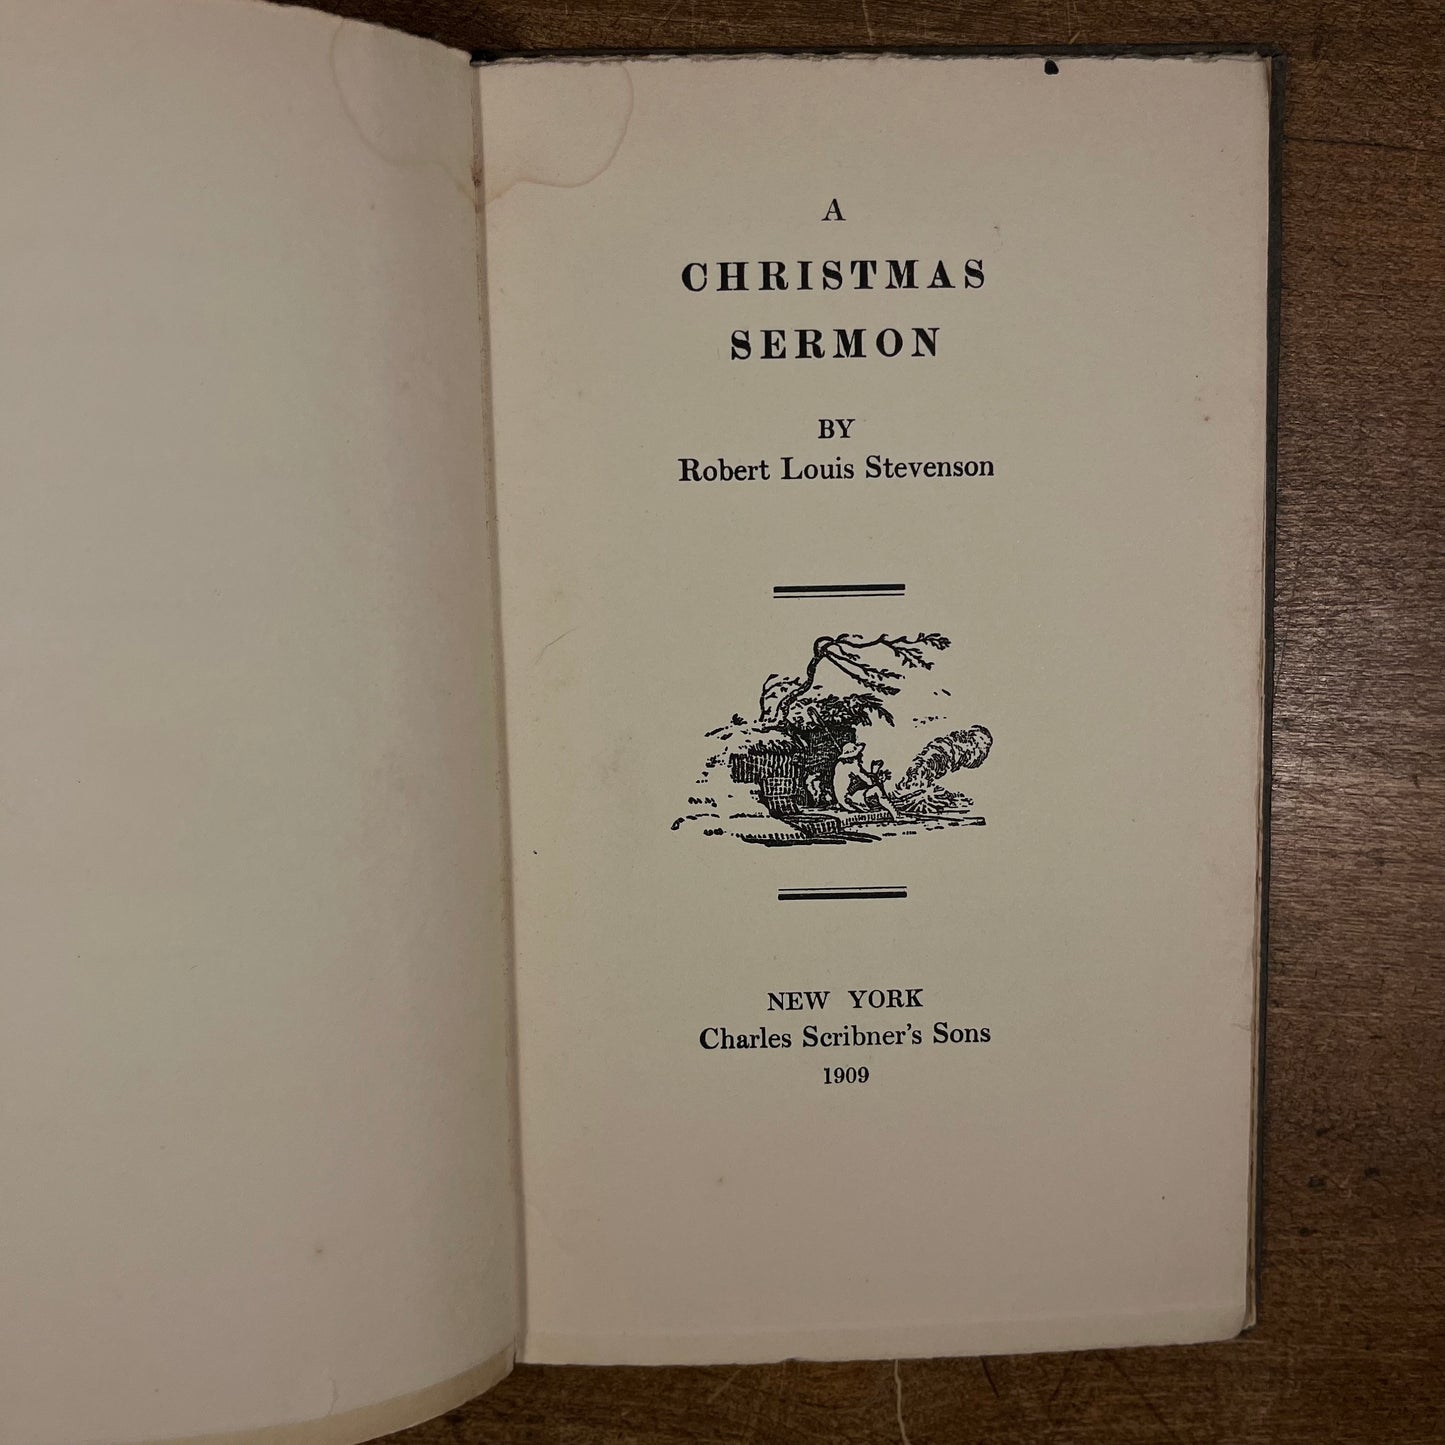 A
CHRISTMAS
SERMON
BY
Robert Louis Stevenson
NEW YORK
Charles Scribner's Sons
1909